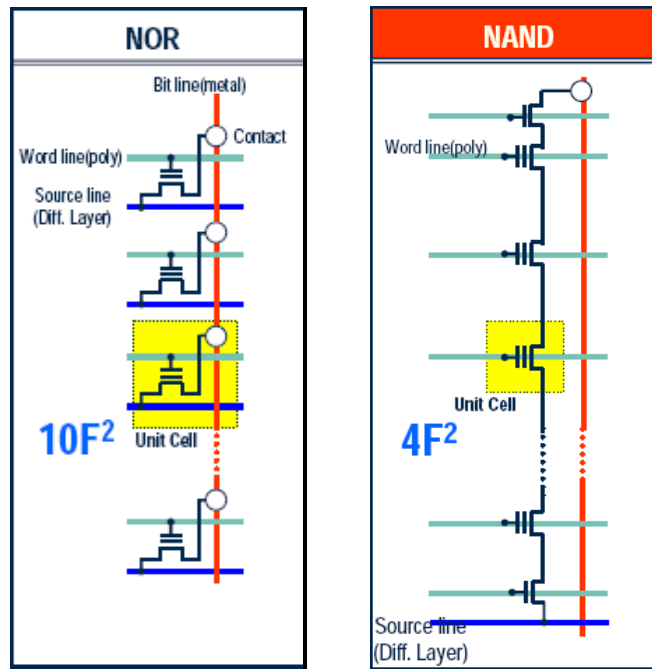 NOR
Bit line(metal)
Contact
Word line(poly)
Source line
(Diff. Layer)
10F²
Unit Cell
NAND
Word line(poly)
Unit Cell
4F²
Source line
(Diff. Layer)